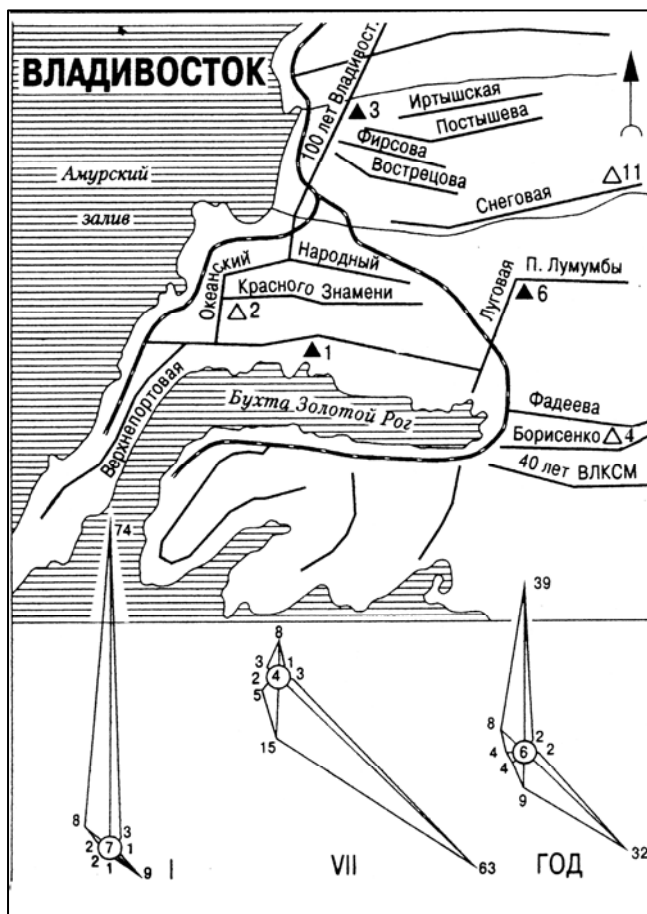 ВЛАДИВОСТОК
Амурский
залив
100 лет Владивост.
▲3
Иртышская
Постышева
Фирсова
Вострецова
△11
Снеговая
Океанский
Народный
Красного Знамени
△2
Луговая
П. Лумумбы
▲6
▲1
Верхнепортовая
Бухта Золотой Рог
Фадеева
Борисенко △4
40 лет ВЛКСМ
74
8
3
2
7
1
2
1
9
I
8
3
1
2
4
3
5
15
63
VII
39
8
2
4
6
2
4
9
32
ГОД